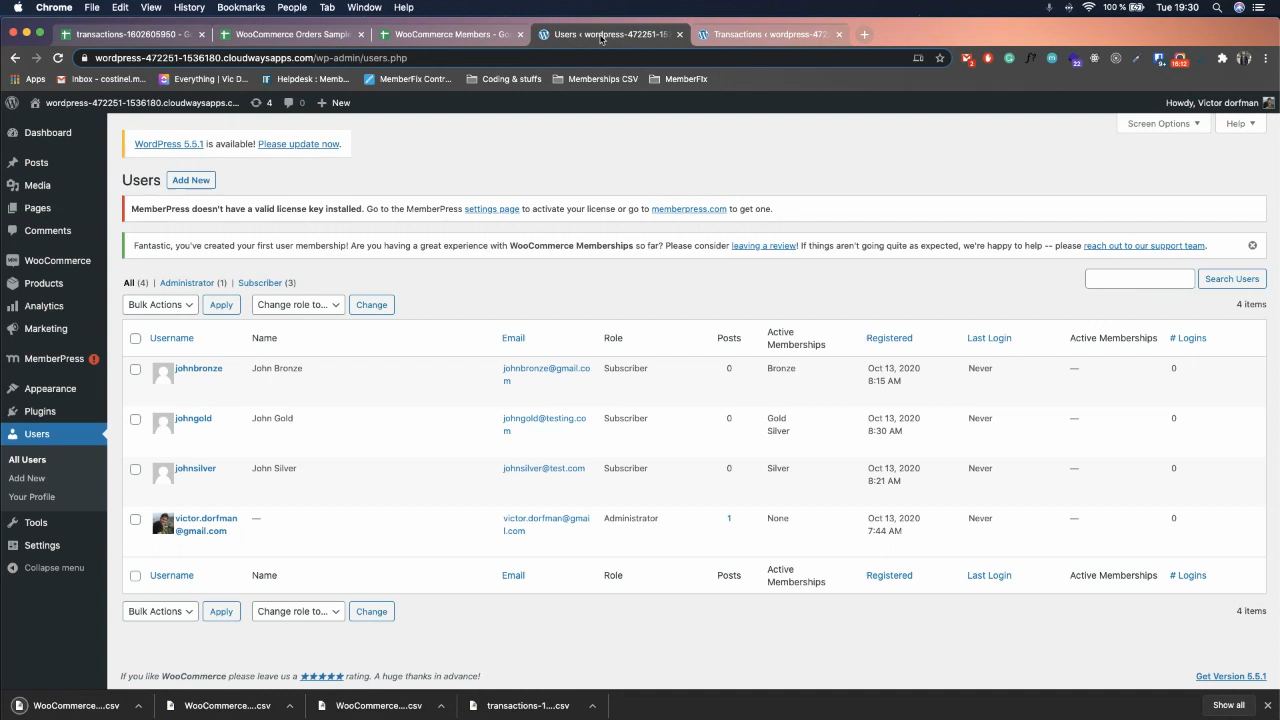 Chrome File Edit View History Bookmarks People Tab Window Help 100 % Tue 19:30
transactions-1602605950 - Go WooCommerce Orders Sample WooCommerce Members - Goo Users ‹ wordpress-472251-153 Transactions ‹ wordpress-4722
wordpress-472251-1536180.cloudwaysapps.com/wp-admin/users.php
Apps Inbox - costinel.m... Everything | Vic D... Helpdesk : Memb... MemberFix Contr... Coding & stuffs Memberships CSV MemberFIx
wordpress-472251-1536180.cloudwaysapps.c... 4 0 New Howdy, Victor dorfman
Screen Options Help
Dashboard
Posts
Media
Pages
Comments
WooCommerce
Products
Analytics
Marketing
MemberPress
Appearance
Plugins
Users
All Users
Add New
Your Profile
Tools
Settings
Collapse menu
WordPress 5.5.1 is available! Please update now.
Users Add New
MemberPress doesn't have a valid license key installed. Go to the MemberPress settings page to activate your license or go to memberpress.com to get one.
Fantastic, you've created your first user membership! Are you having a great experience with WooCommerce Memberships so far? Please consider leaving a review! If things aren't going quite as expected, we're happy to help -- please reach out to our support team.
All (4) | Administrator (1) | Subscriber (3) Search Users
Bulk Actions Apply Change role to... Change 4 items
Username Name Email Role Posts Active Memberships Registered Last Login Active Memberships # Logins
johnbronze John Bronze johnbronze@gmail.co Subscriber 0 Bronze Oct 13, 2020 Never — 0
m 8:15 AM
johngold John Gold johngold@testing.co Subscriber 0 Gold Oct 13, 2020 Never — 0
m Silver 8:30 AM
johnsilver John Silver johnsilver@test.com Subscriber 0 Silver Oct 13, 2020 Never — 0
8:21 AM
victor.dorfman — victor.dorfman@gmai Administrator 1 None Oct 13, 2020 Never — 0
@gmail.com l.com 7:44 AM
Username Name Email Role Posts Active Memberships Registered Last Login Active Memberships # Logins
Bulk Actions Apply Change role to... Change 4 items
If you like WooCommerce please leave us a ★★★★★ rating. A huge thanks in advance! Get Version 5.5.1
WooCommerce....csv WooCommerce....csv WooCommerce....csv transactions-1....csv Show all